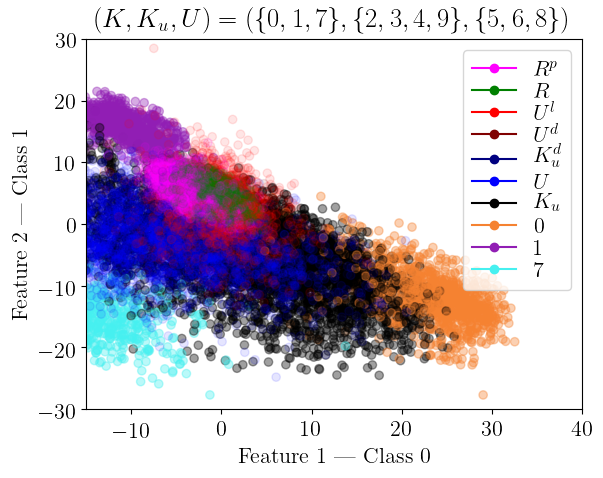 (K, K_u, U) = ({0, 1, 7}, {2, 3, 4, 9}, {5, 6, 8})
30
20
10
0
−10
−20
−30
Feature 2 — Class 1
R^p
R
U^l
U^d
K_u^d
U
K_u
0
1
7
−10
0
10
20
30
40
Feature 1 — Class 0